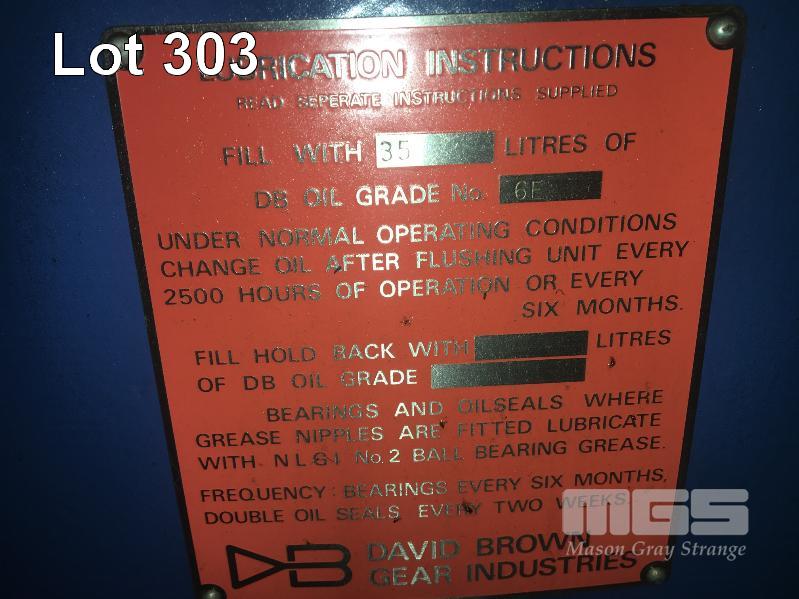 Lot 303
LUBRICATION INSTRUCTIONS
READ SEPERATE INSTRUCTIONS SUPPLIED
FILL WITH 35 LITRES OF
DB OIL GRADE No. 6E
UNDER NORMAL OPERATING CONDITIONS
CHANGE OIL AFTER FLUSHING UNIT EVERY
2500 HOURS OF OPERATION OR EVERY
SIX MONTHS.
FILL HOLD BACK WITH LITRES
OF DB OIL GRADE
BEARINGS AND OILSEALS WHERE
GREASE NIPPLES ARE FITTED LUBRICATE
WITH N.L.G.I No.2 BALL BEARING GREASE.
FREQUENCY: BEARINGS EVERY SIX MONTHS,
DOUBLE OIL SEALS EVERY TWO WEEKS.
DB DAVID BROWN
GEAR INDUSTRIES
MGS
Mason Gray Strange